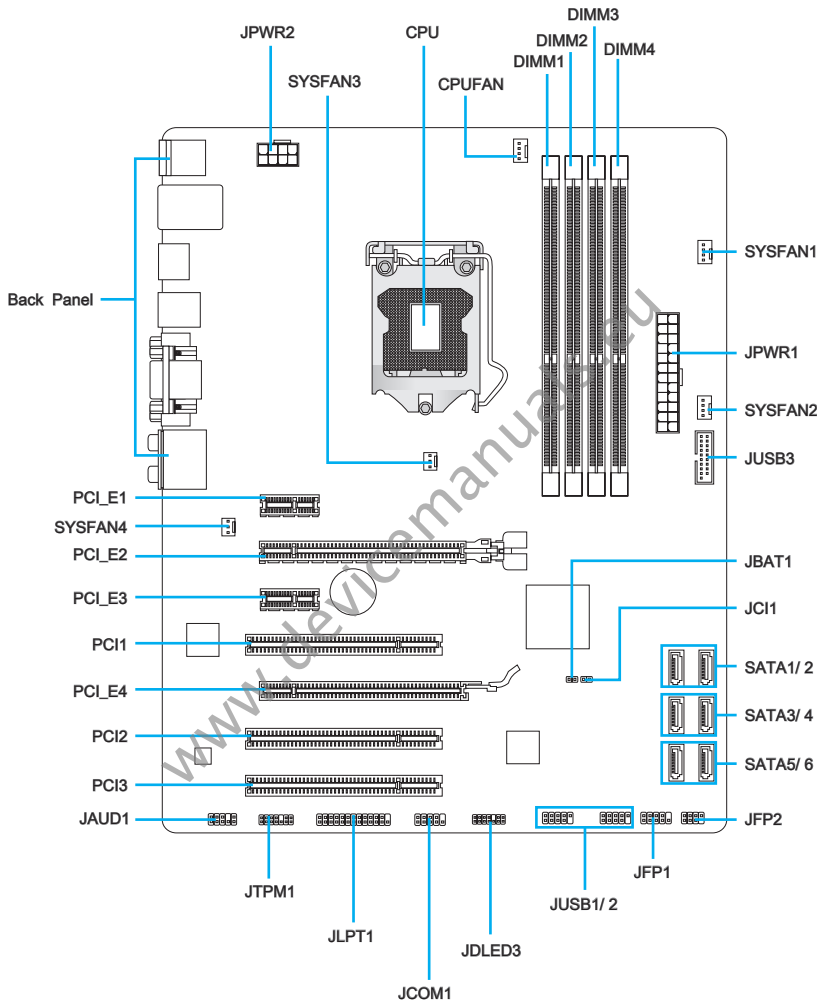 DIMM3
JPWR2
CPU
DIMM2
DIMM1
DIMM4
SYSFAN3
CPUFAN
SYSFAN1
Back Panel
JPWR1
SYSFAN2
JUSB3
PCI_E1
SYSFAN4
PCI_E2
JBAT1
PCI_E3
JCI1
PCI1
SATA1/ 2
PCI_E4
SATA3/ 4
PCI2
SATA5/ 6
PCI3
JAUD1
JFP2
JFP1
JTPM1
JUSB1/ 2
JLPT1
JDLED3
JCOM1
www.devicemanuals.eu